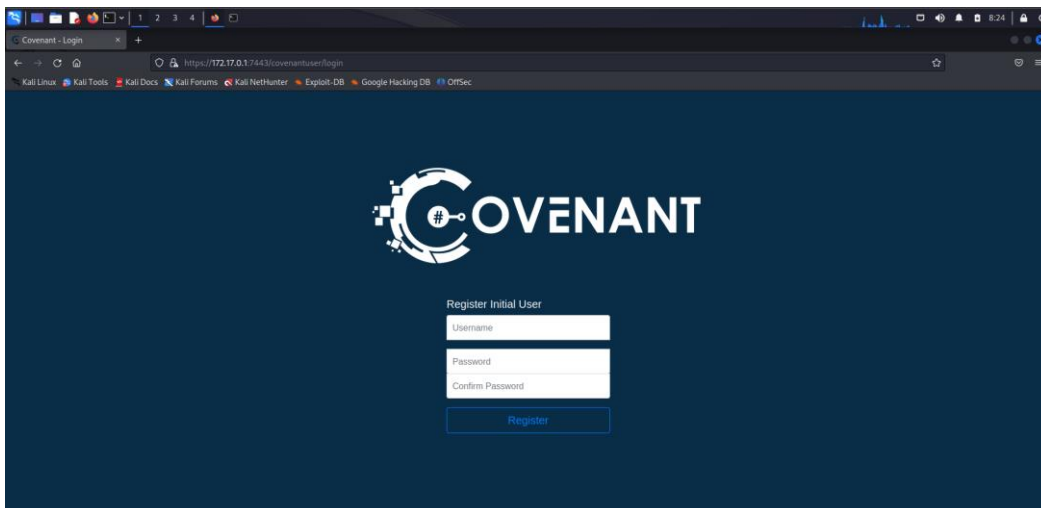 1 2 3 4
8:24
Covenant - Login
https://172.17.0.1:7443/covenantuser/login
Kali Linux Kali Tools Kali Docs Kali Forums Kali NetHunter Exploit-DB Google Hacking DB OffSec
#
COVENANT
Register Initial User
Username
Password
Confirm Password
Register